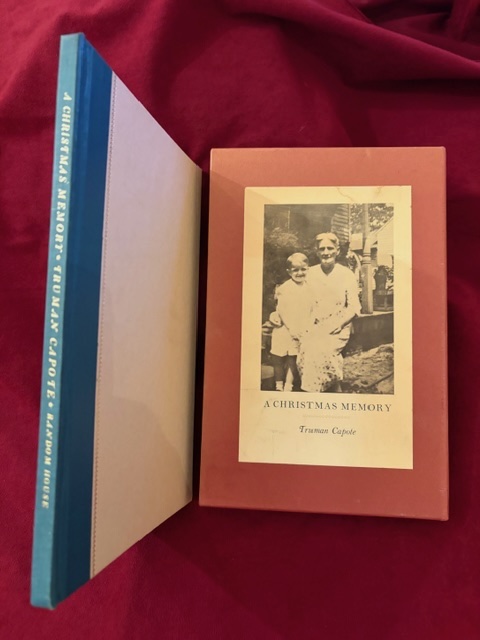 A CHRISTMAS MEMORY • TRUMAN CAPOTE • RANDOM HOUSE
A CHRISTMAS MEMORY
Truman Capote